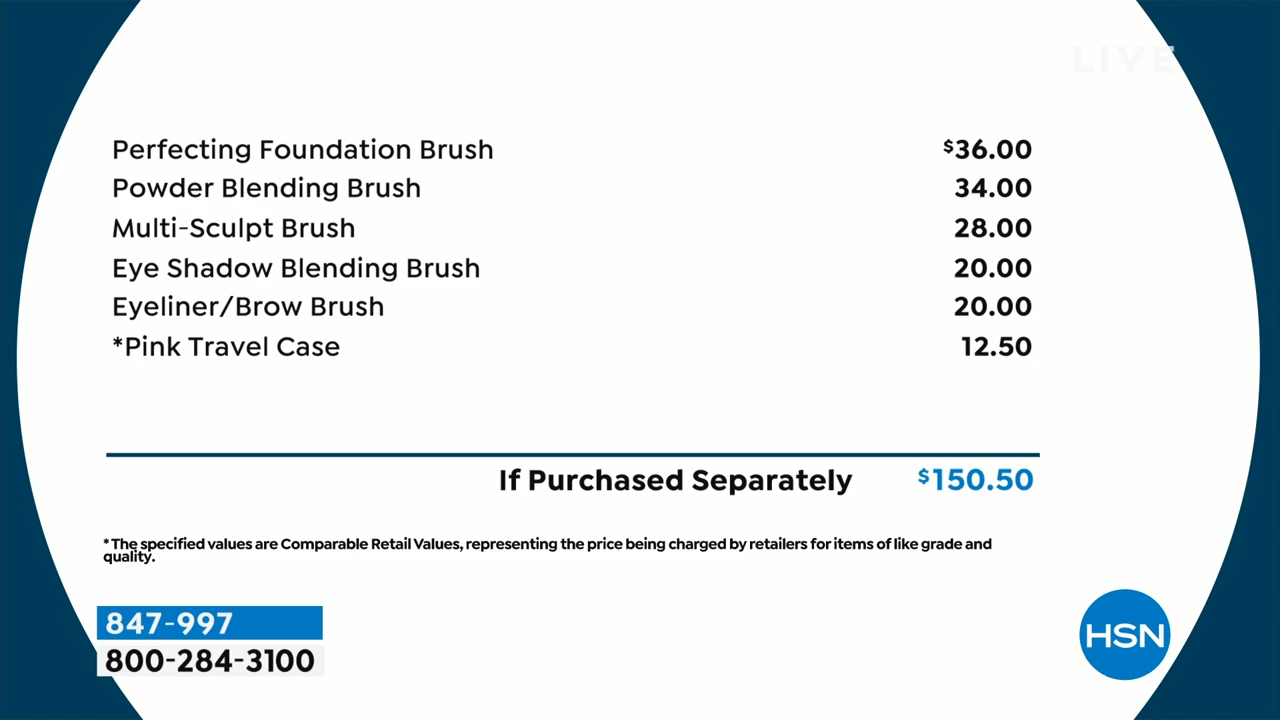 LIVE
Perfecting Foundation Brush $36.00
Powder Blending Brush 34.00
Multi-Sculpt Brush 28.00
Eye Shadow Blending Brush 20.00
Eyeliner/Brow Brush 20.00
*Pink Travel Case 12.50
If Purchased Separately $150.50
*The specified values are Comparable Retail Values, representing the price being charged by retailers for items of like grade and
quality.
847-997
800-284-3100
HSN